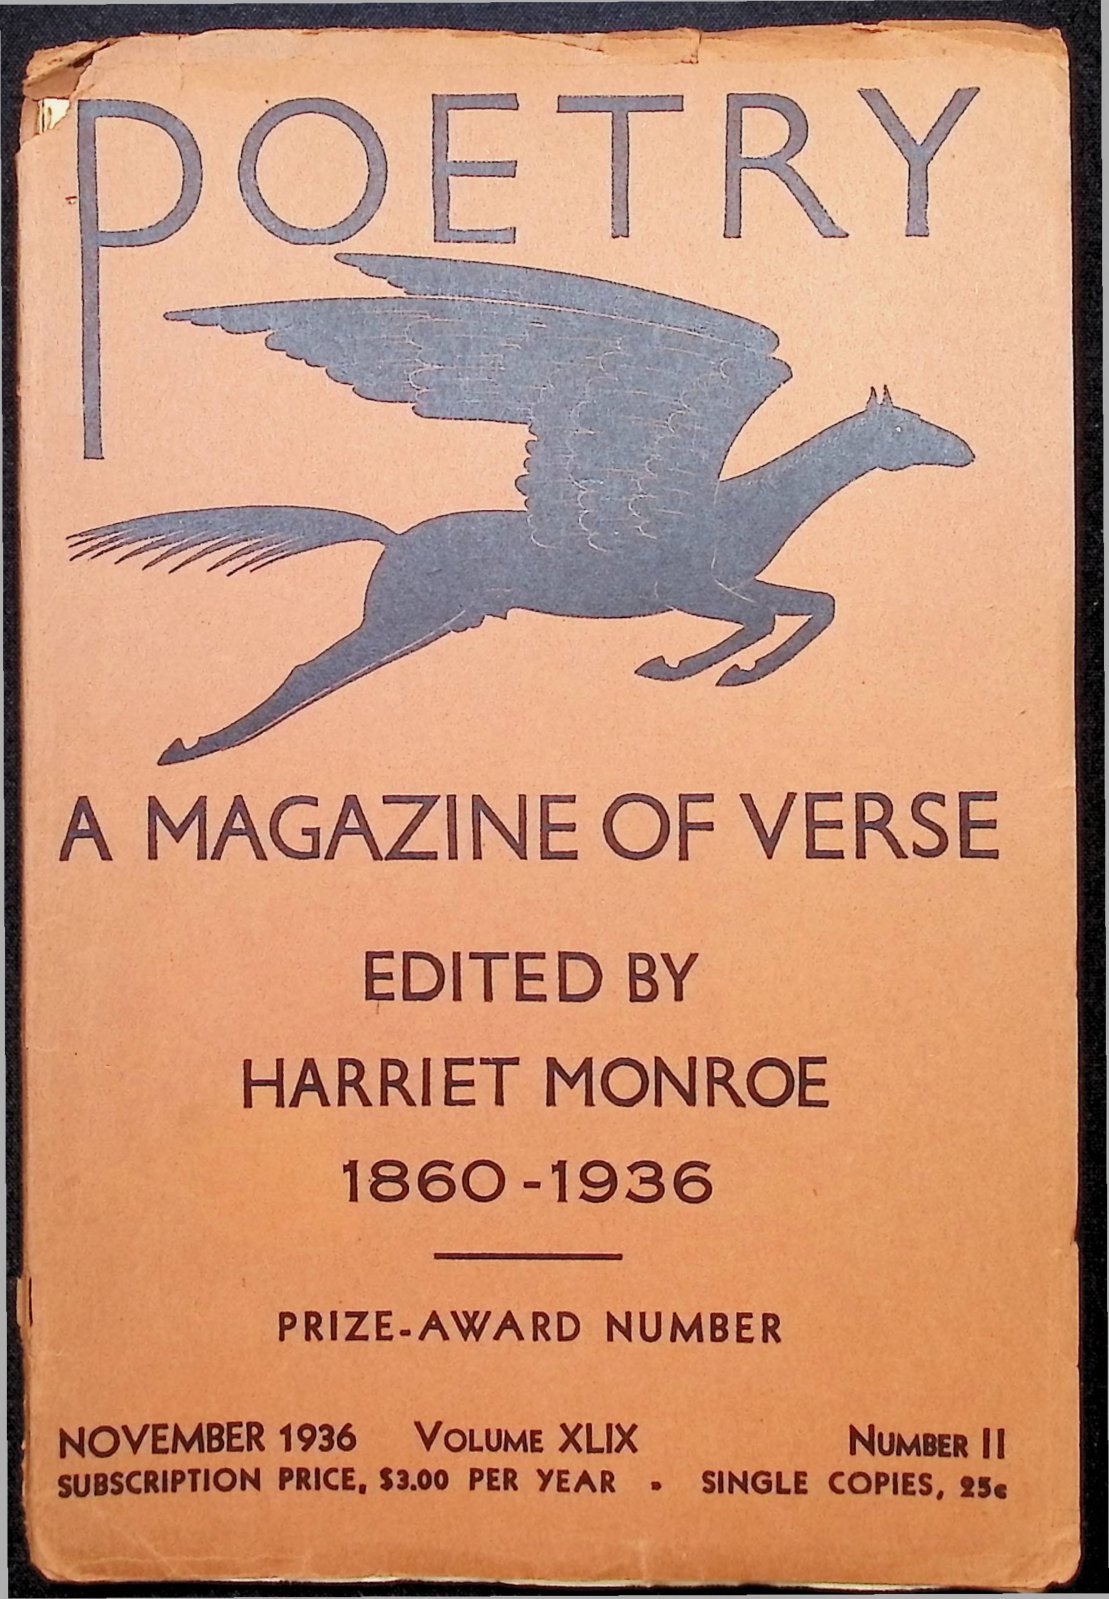 POETRY
A MAGAZINE OF VERSE
EDITED BY
HARRIET MONROE
1860-1936
PRIZE-AWARD NUMBER
NOVEMBER 1936 VOLUME XLIX NUMBER II
SUBSCRIPTION PRICE, $3.00 PER YEAR . SINGLE COPIES, 25c